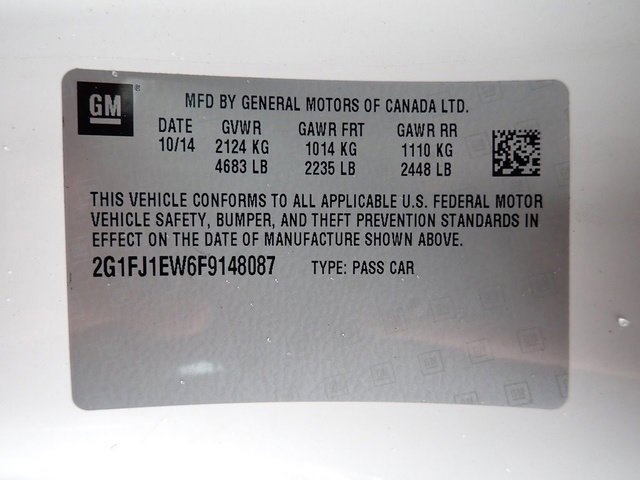 GM
MFD BY GENERAL MOTORS OF CANADA LTD.
DATE GVWR GAWR FRT GAWR RR
10/14 2124 KG 1014 KG 1110 KG
4683 LB 2235 LB 2448 LB
THIS VEHICLE CONFORMS TO ALL APPLICABLE U.S. FEDERAL MOTOR
VEHICLE SAFETY, BUMPER, AND THEFT PREVENTION STANDARDS IN
EFFECT ON THE DATE OF MANUFACTURE SHOWN ABOVE.
2G1FJ1EW6F9148087 TYPE: PASS CAR